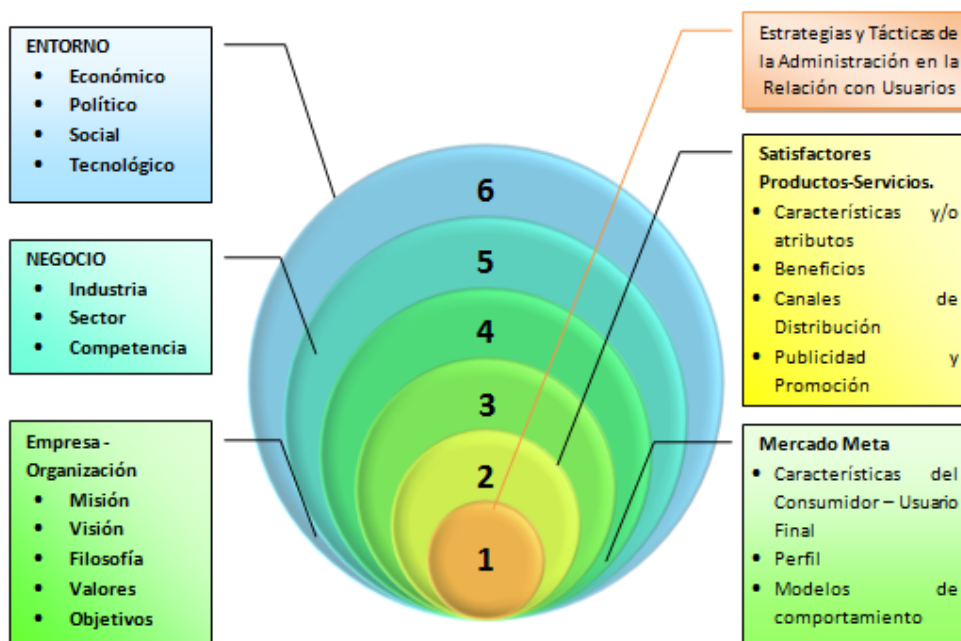 ENTORNO
• Económico
• Político
• Social
• Tecnológico
NEGOCIO
• Industria
• Sector
• Competencia
Empresa -
Organización
• Misión
• Visión
• Filosofía
• Valores
• Objetivos
6
5
4
3
2
1
Estrategias y Tácticas de
la Administración en la
Relación con Usuarios
Satisfactores
Productos-Servicios.
• Características y/o
atributos
• Beneficios
• Canales de
Distribución
• Publicidad y
Promoción
Mercado Meta
• Características del
Consumidor – Usuario
Final
• Perfil
• Modelos de
comportamiento